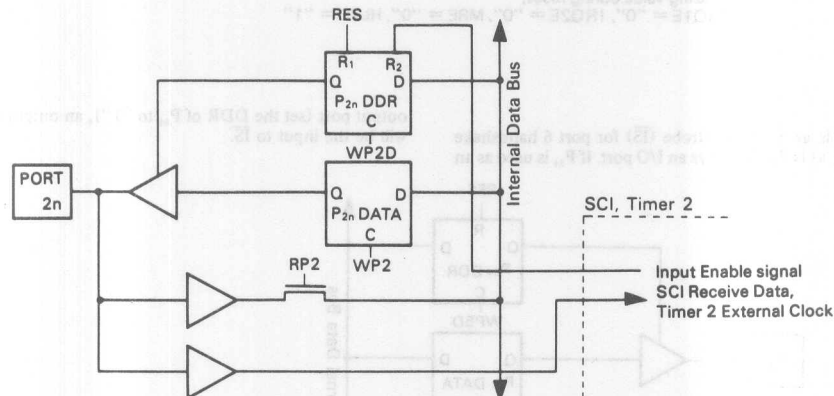 RES
R1 R2
Q D
P2n DDR
C
WP2D
Internal Data Bus
PORT
2n
Q D
P2n DATA
C
WP2
SCI, Timer 2
RP2
Input Enable signal
SCI Receive Data,
Timer 2 External Clock